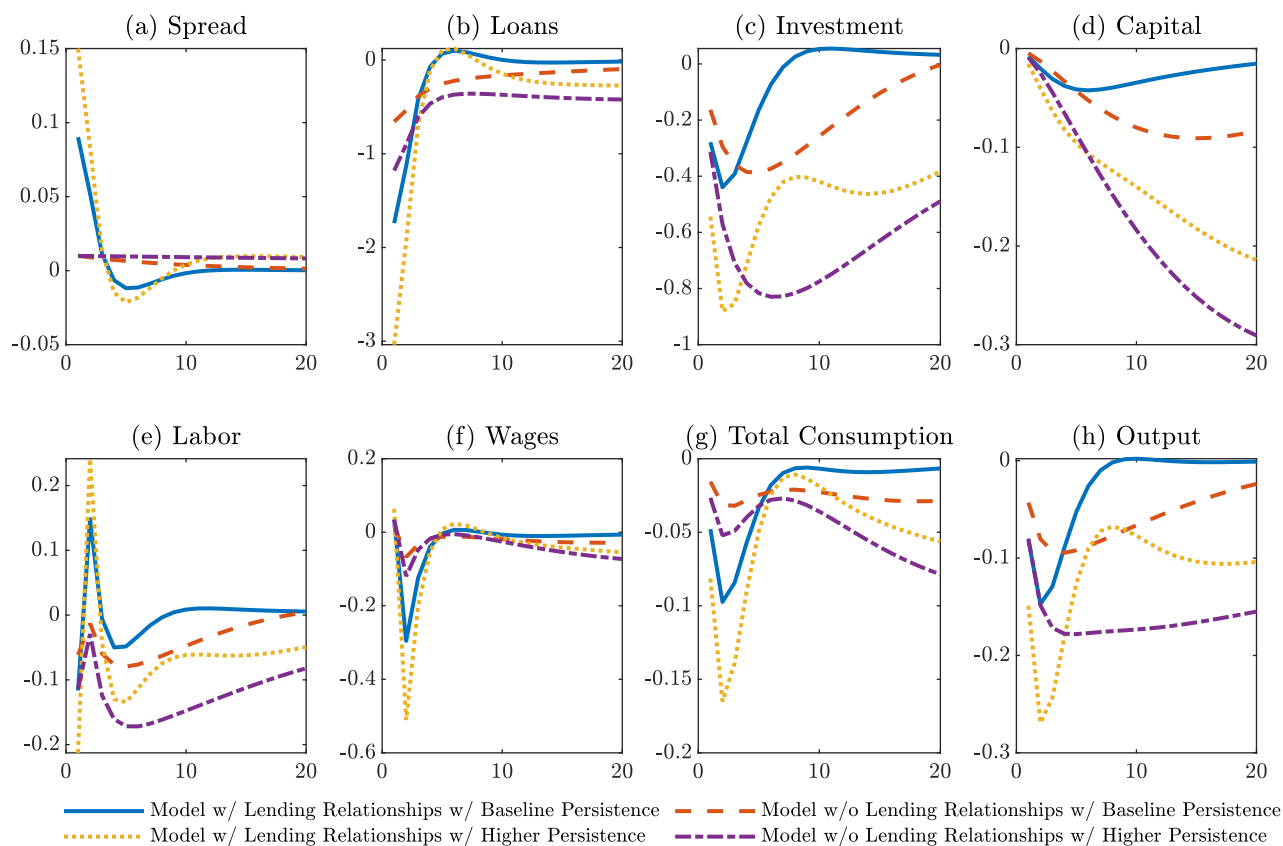 (a) Spread (b) Loans (c) Investment (d) Capital
0.15 0 0 0
0.1 -0.2 -0.1
-1 -0.4
0.05 -0.6 -0.2
0 -2 -0.8
-0.05 -3 -1 -0.3
0 10 20 0 10 20 0 10 20 0 10 20
(e) Labor (f) Wages (g) Total Consumption (h) Output
0.2 0.2 0 0
0.1 0 -0.05 -0.1
0 -0.2 -0.1
-0.1 -0.4 -0.15 -0.2
-0.2 -0.6 -0.2 -0.3
0 10 20 0 10 20 0 10 20 0 10 20
Model w/ Lending Relationships w/ Baseline Persistence Model w/o Lending Relationships w/ Baseline Persistence
Model w/ Lending Relationships w/ Higher Persistence Model w/o Lending Relationships w/ Higher Persistence